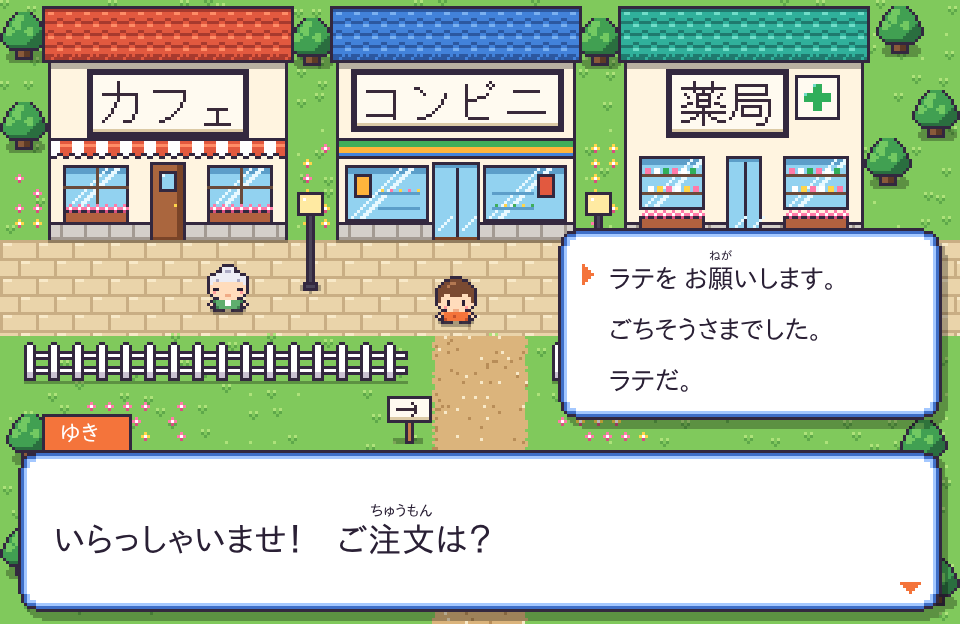 カフェ
コンビニ
薬局
ラテを お願いします。
ねが
ごちそうさまでした。
ラテだ。
ゆき
いらっしゃいませ！ ご注文は？
ちゅうもん